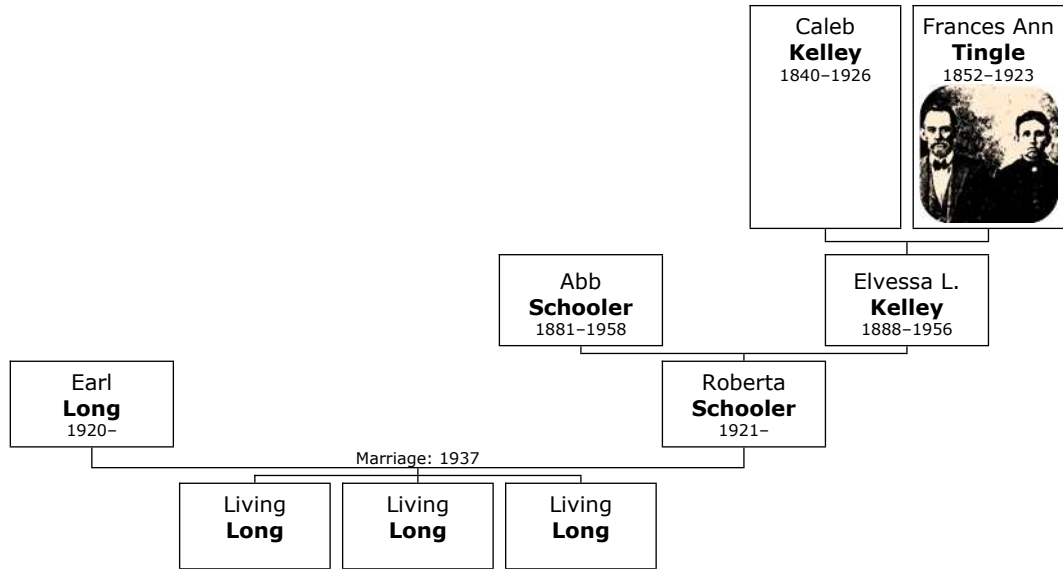 Caleb
Kelley
1840–1926
Frances Ann
Tingle
1852–1923
Abb
Schooler
1881–1958
Elvessa L.
Kelley
1888–1956
Earl
Long
1920–
Roberta
Schooler
1921–
Marriage: 1937
Living
Long
Living
Long
Living
Long